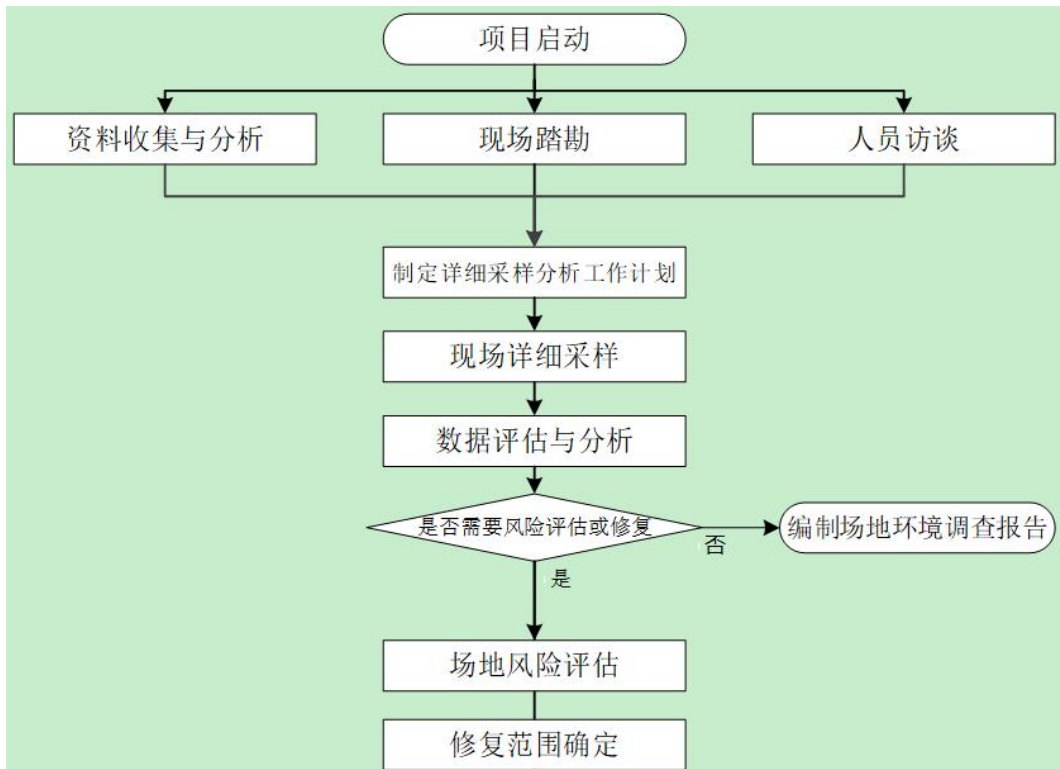 项目启动
资料收集与分析
现场踏勘
人员访谈
制定详细采样分析工作计划
现场详细采样
数据评估与分析
是否需要风险评估或修复
否
编制场地环境调查报告
是
场地风险评估
修复范围确定